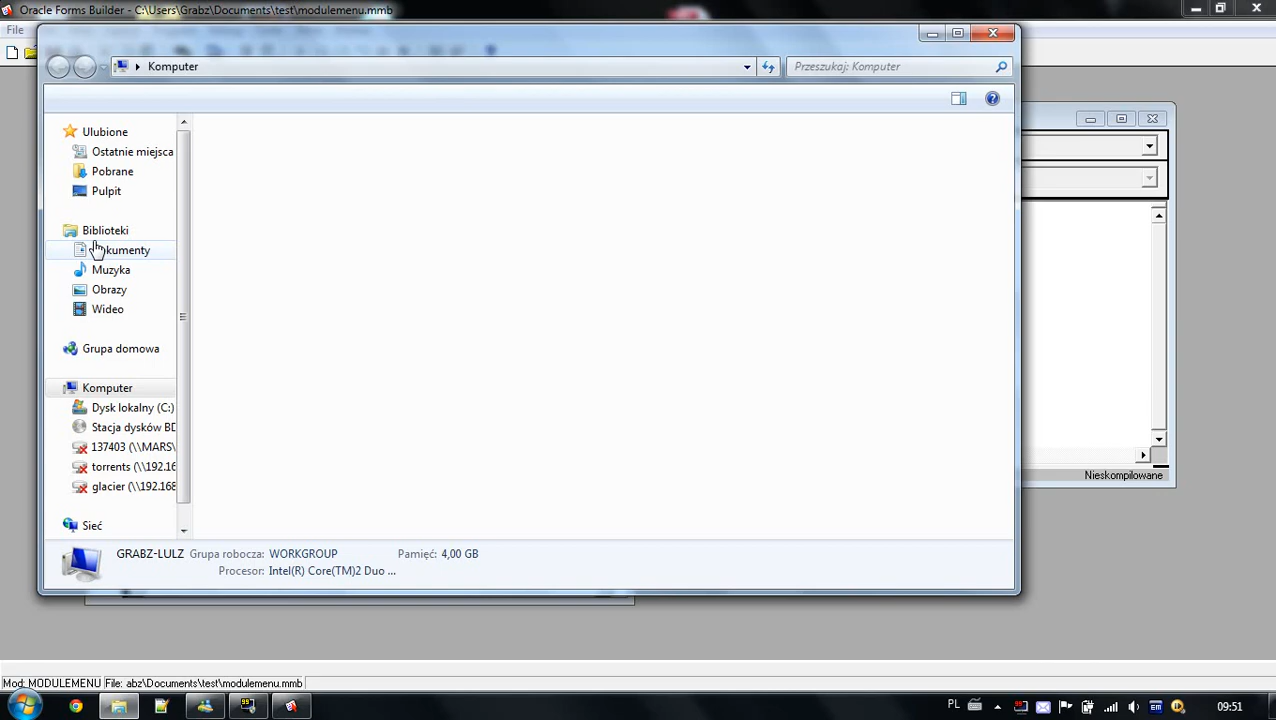 Oracle Forms Builder - C:\Users\Grabz\Documents\test\modulemenu.mmb
File
Komputer
Przeszukaj: Komputer
Ulubione
Ostatnie miejsca
Pobrane
Pulpit
Biblioteki
Dokumenty
Muzyka
Obrazy
Wideo
Grupa domowa
Komputer
Dysk lokalny (C:)
Stacja dysków BD
137403 (\\MARS\
torrents (\\192.16
glacier (\\192.168
Sieć
Nieskompilowane
GRABZ-LULZ Grupa robocza: WORKGROUP Pamięć: 4,00 GB
Procesor: Intel(R) Core(TM)2 Duo ...
Mod: MODULEMENU File: abz\Documents\test\modulemenu.mmb
PL 09:51